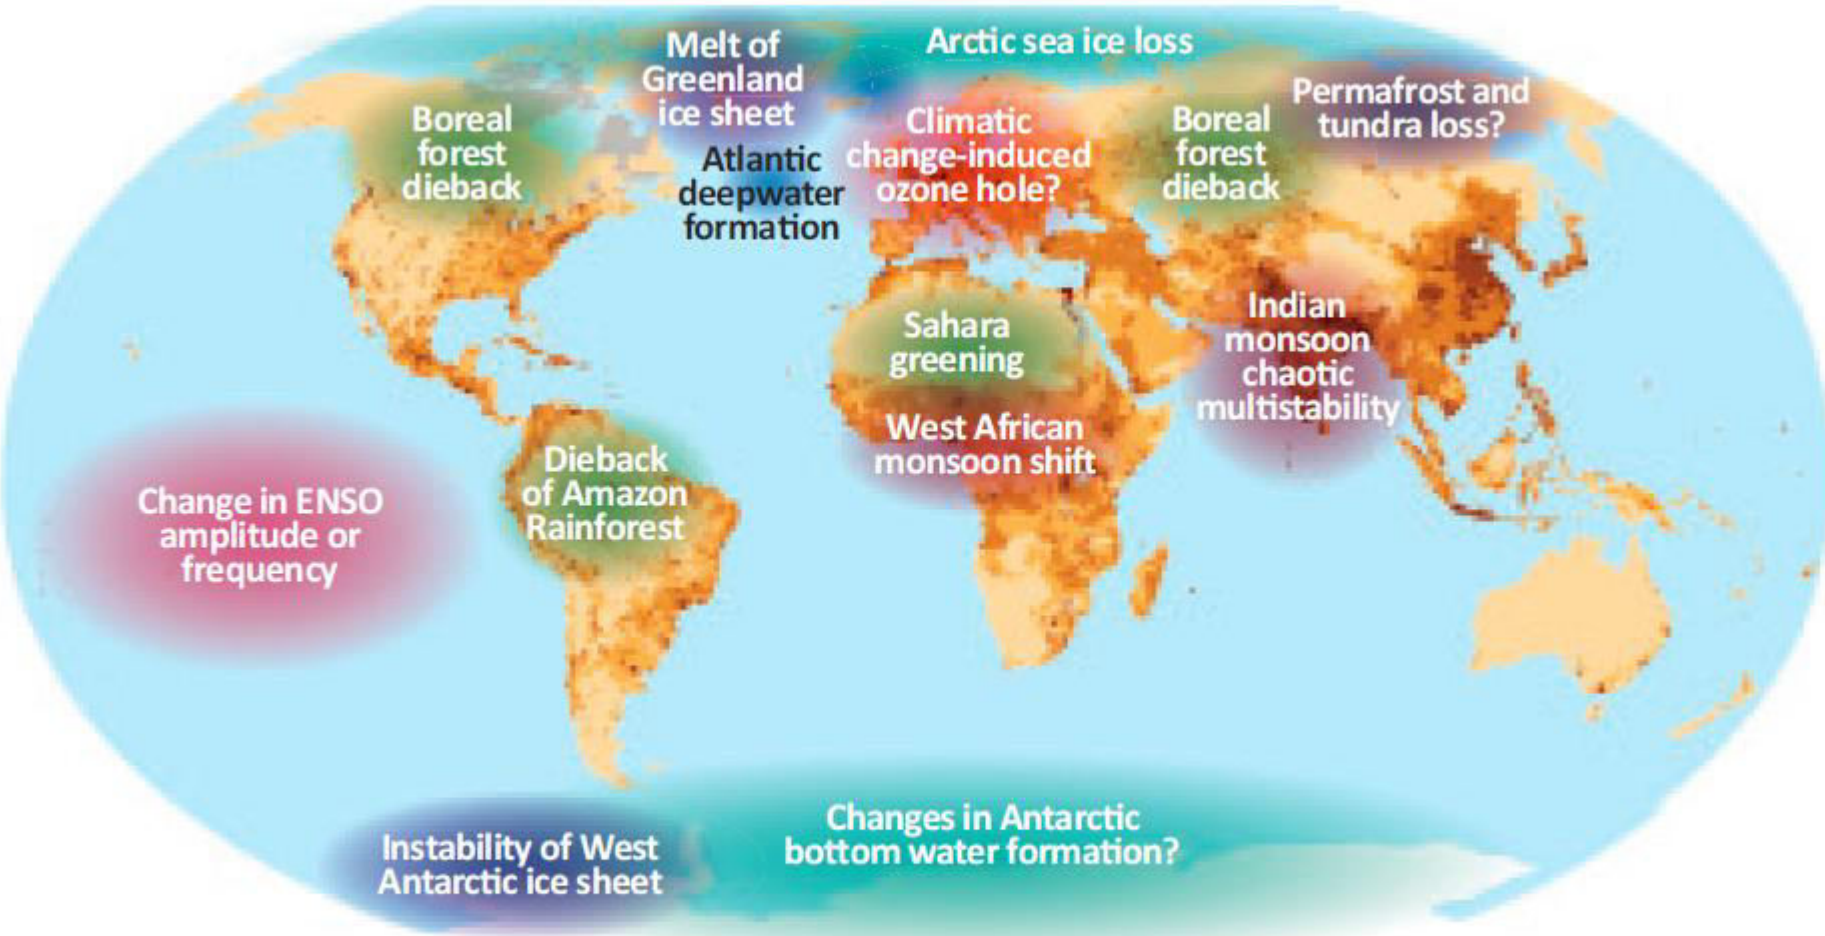 Melt of
Greenland
ice sheet
Arctic sea ice loss
Permafrost and
tundra loss?
Boreal
forest
dieback
Atlantic
deepwater
formation
Climatic
change-induced
ozone hole?
Boreal
forest
dieback
Sahara
greening
Indian
monsoon
chaotic
multistability
West African
monsoon shift
Change in ENSO
amplitude or
frequency
Dieback
of Amazon
Rainforest
Instability of West
Antarctic ice sheet
Changes in Antarctic
bottom water formation?